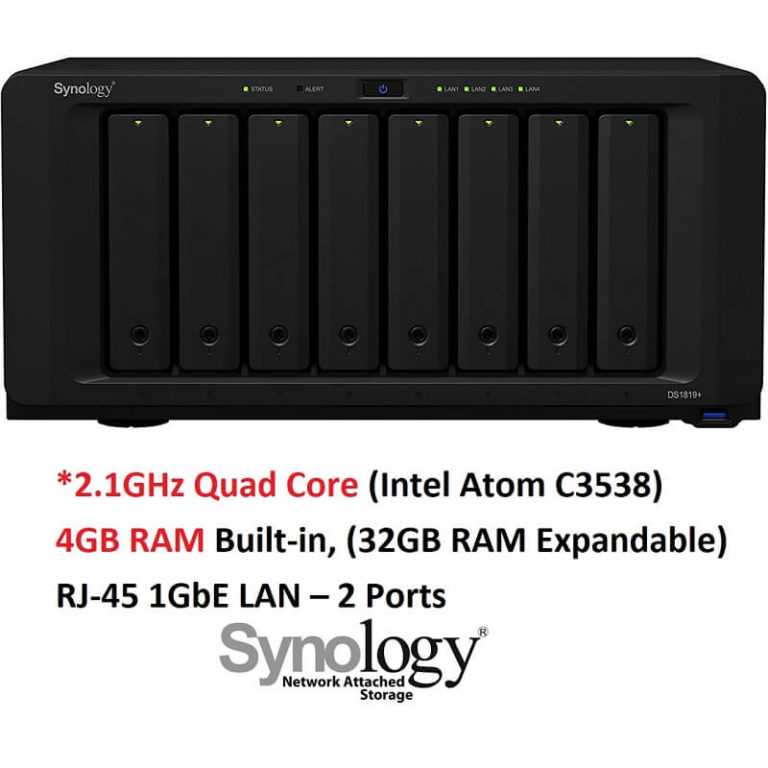 Synology®
STATUS ALERT LAN1 LAN2 LAN3 LAN4
DS1819+
*2.1GHz Quad Core (Intel Atom C3538)
4GB RAM Built-in, (32GB RAM Expandable)
RJ-45 1GbE LAN – 2 Ports
Synology®
Network Attached
Storage